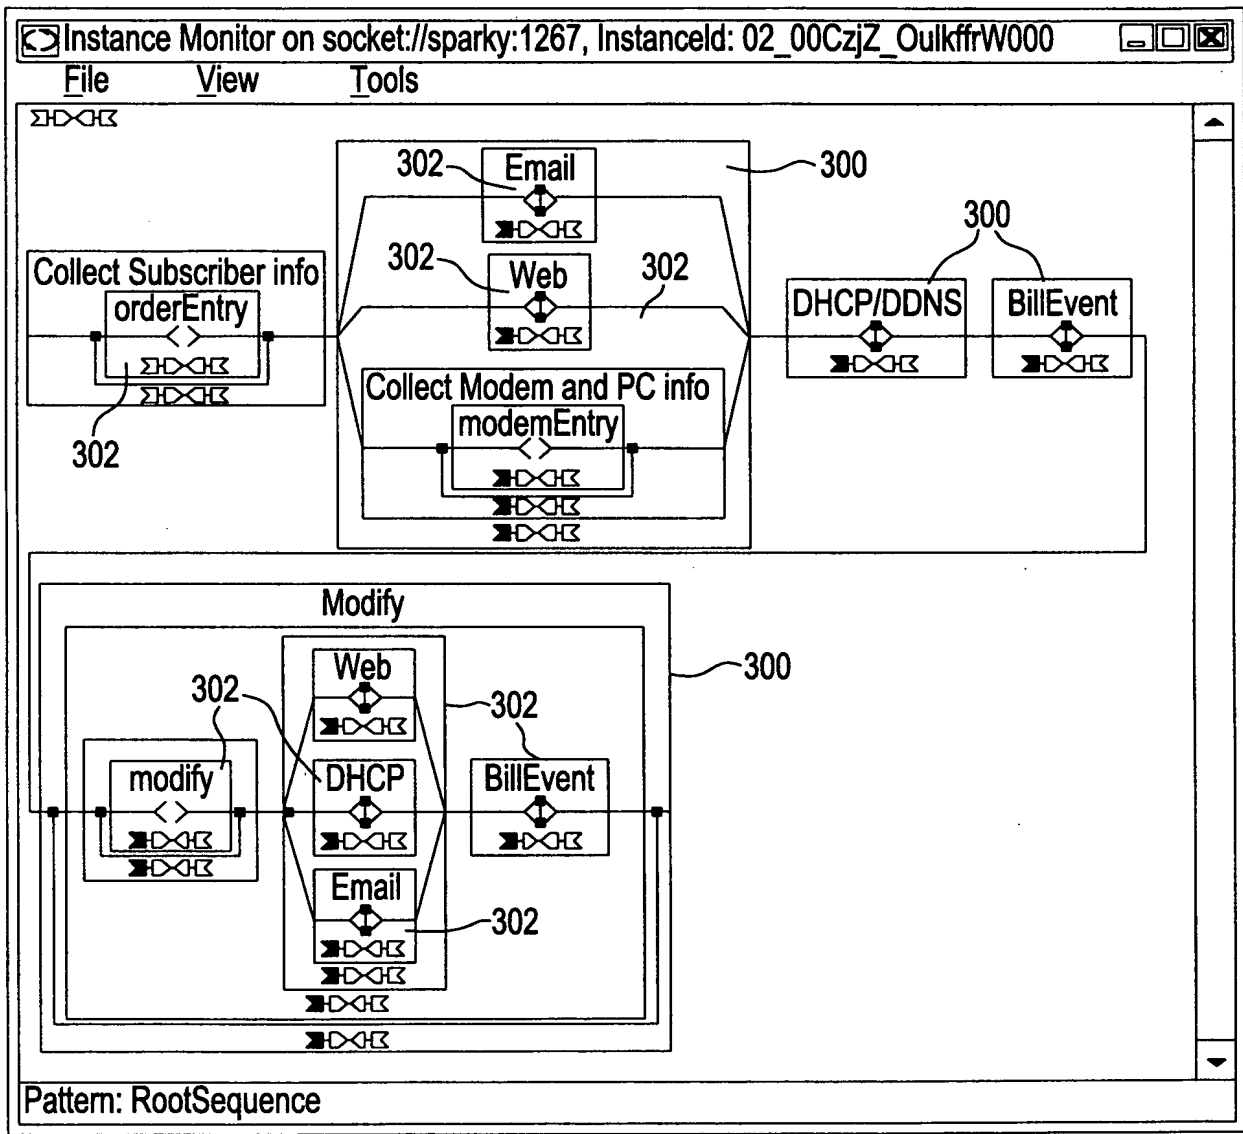 Instance Monitor on socket://sparky:1267, InstanceId: 02_00CzjZ_OulkffrW000
File View Tools
302 Email 300
300
302 Web 302
Collect Subscriber info
orderEntry
DHCP/DDNS BillEvent
Collect Modem and PC info
modemEntry
302
Modify
Web 300
302 302
modify DHCP BillEvent
Email
302
Pattern: RootSequence